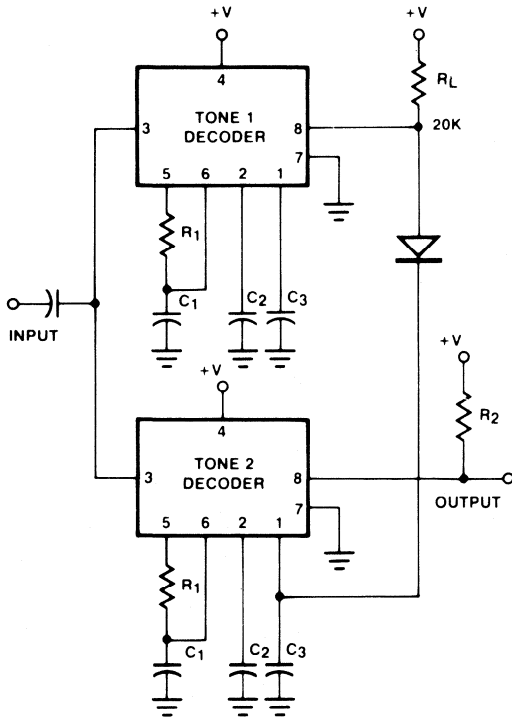 +V
+V
4
RL
TONE 1
DECODER
3
8
20K
7
5
6
2
1
R1
C1
C2
C3
INPUT
+V
+V
4
R2
TONE 2
DECODER
3
8
7
OUTPUT
5
6
2
1
R1
C1
C2
C3